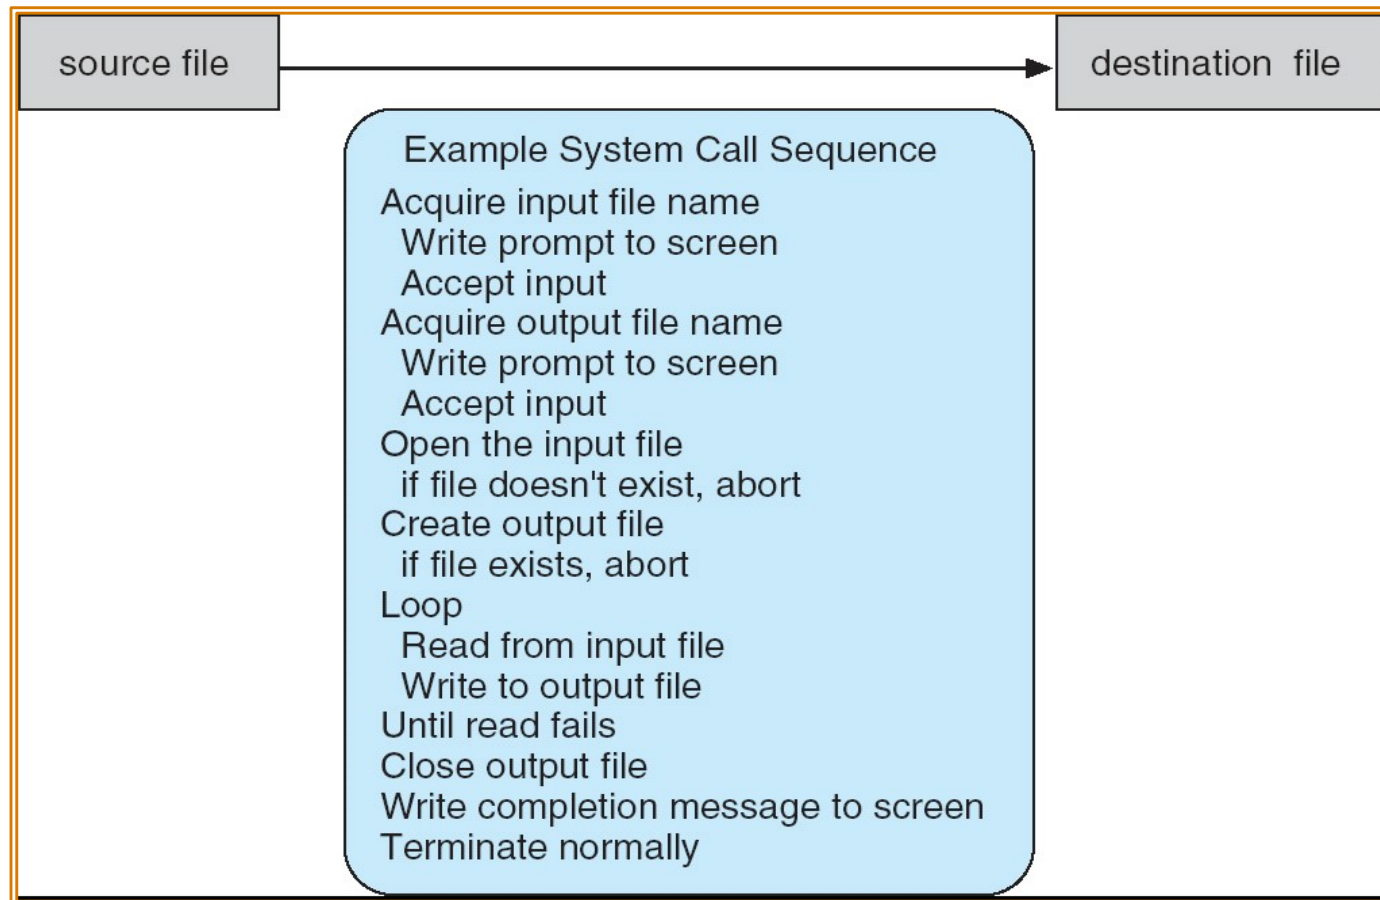 source file
destination file
Example System Call Sequence
Acquire input file name
Write prompt to screen
Accept input
Acquire output file name
Write prompt to screen
Accept input
Open the input file
if file doesn't exist, abort
Create output file
if file exists, abort
Loop
Read from input file
Write to output file
Until read fails
Close output file
Write completion message to screen
Terminate normally